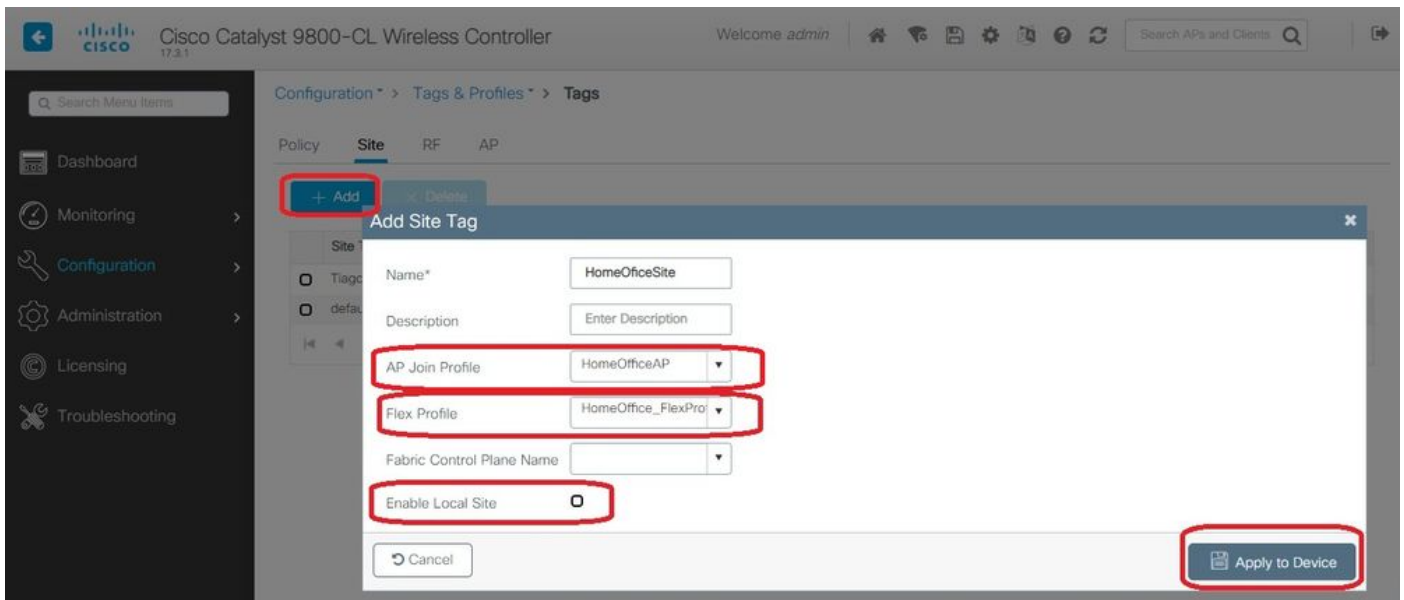 CISCO
Cisco Catalyst 9800-CL Wireless Controller
17.3.1
Welcome admin
Search APs and Clients
Search Menu Items
Dashboard
Monitoring
Configuration
Administration
Licensing
Troubleshooting
Configuration > Tags & Profiles > Tags
Policy Site RF AP
+ Add × Delete
Site T
Tiago
defau
Add Site Tag
Name* HomeOficeSite
Description Enter Description
AP Join Profile HomeOfficeAP
Flex Profile HomeOffice_FlexPro
Fabric Control Plane Name
Enable Local Site
Cancel
Apply to Device